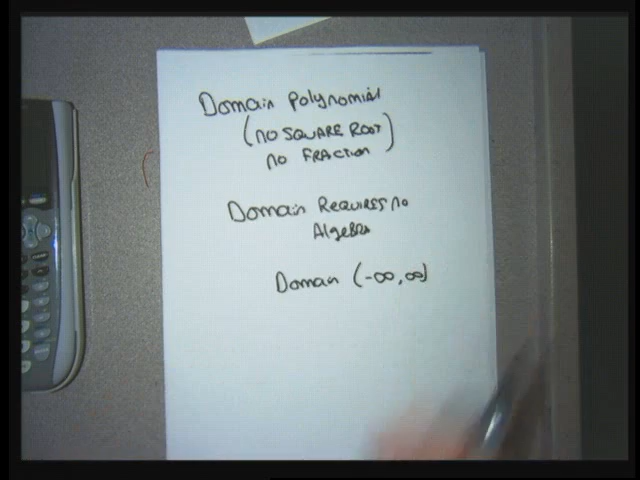 Domain polynomial
(NO SQUARE ROOT)
NO FRACTION
Domain REQUIRES no
AlgeBRA
Domain (-∞,∞)